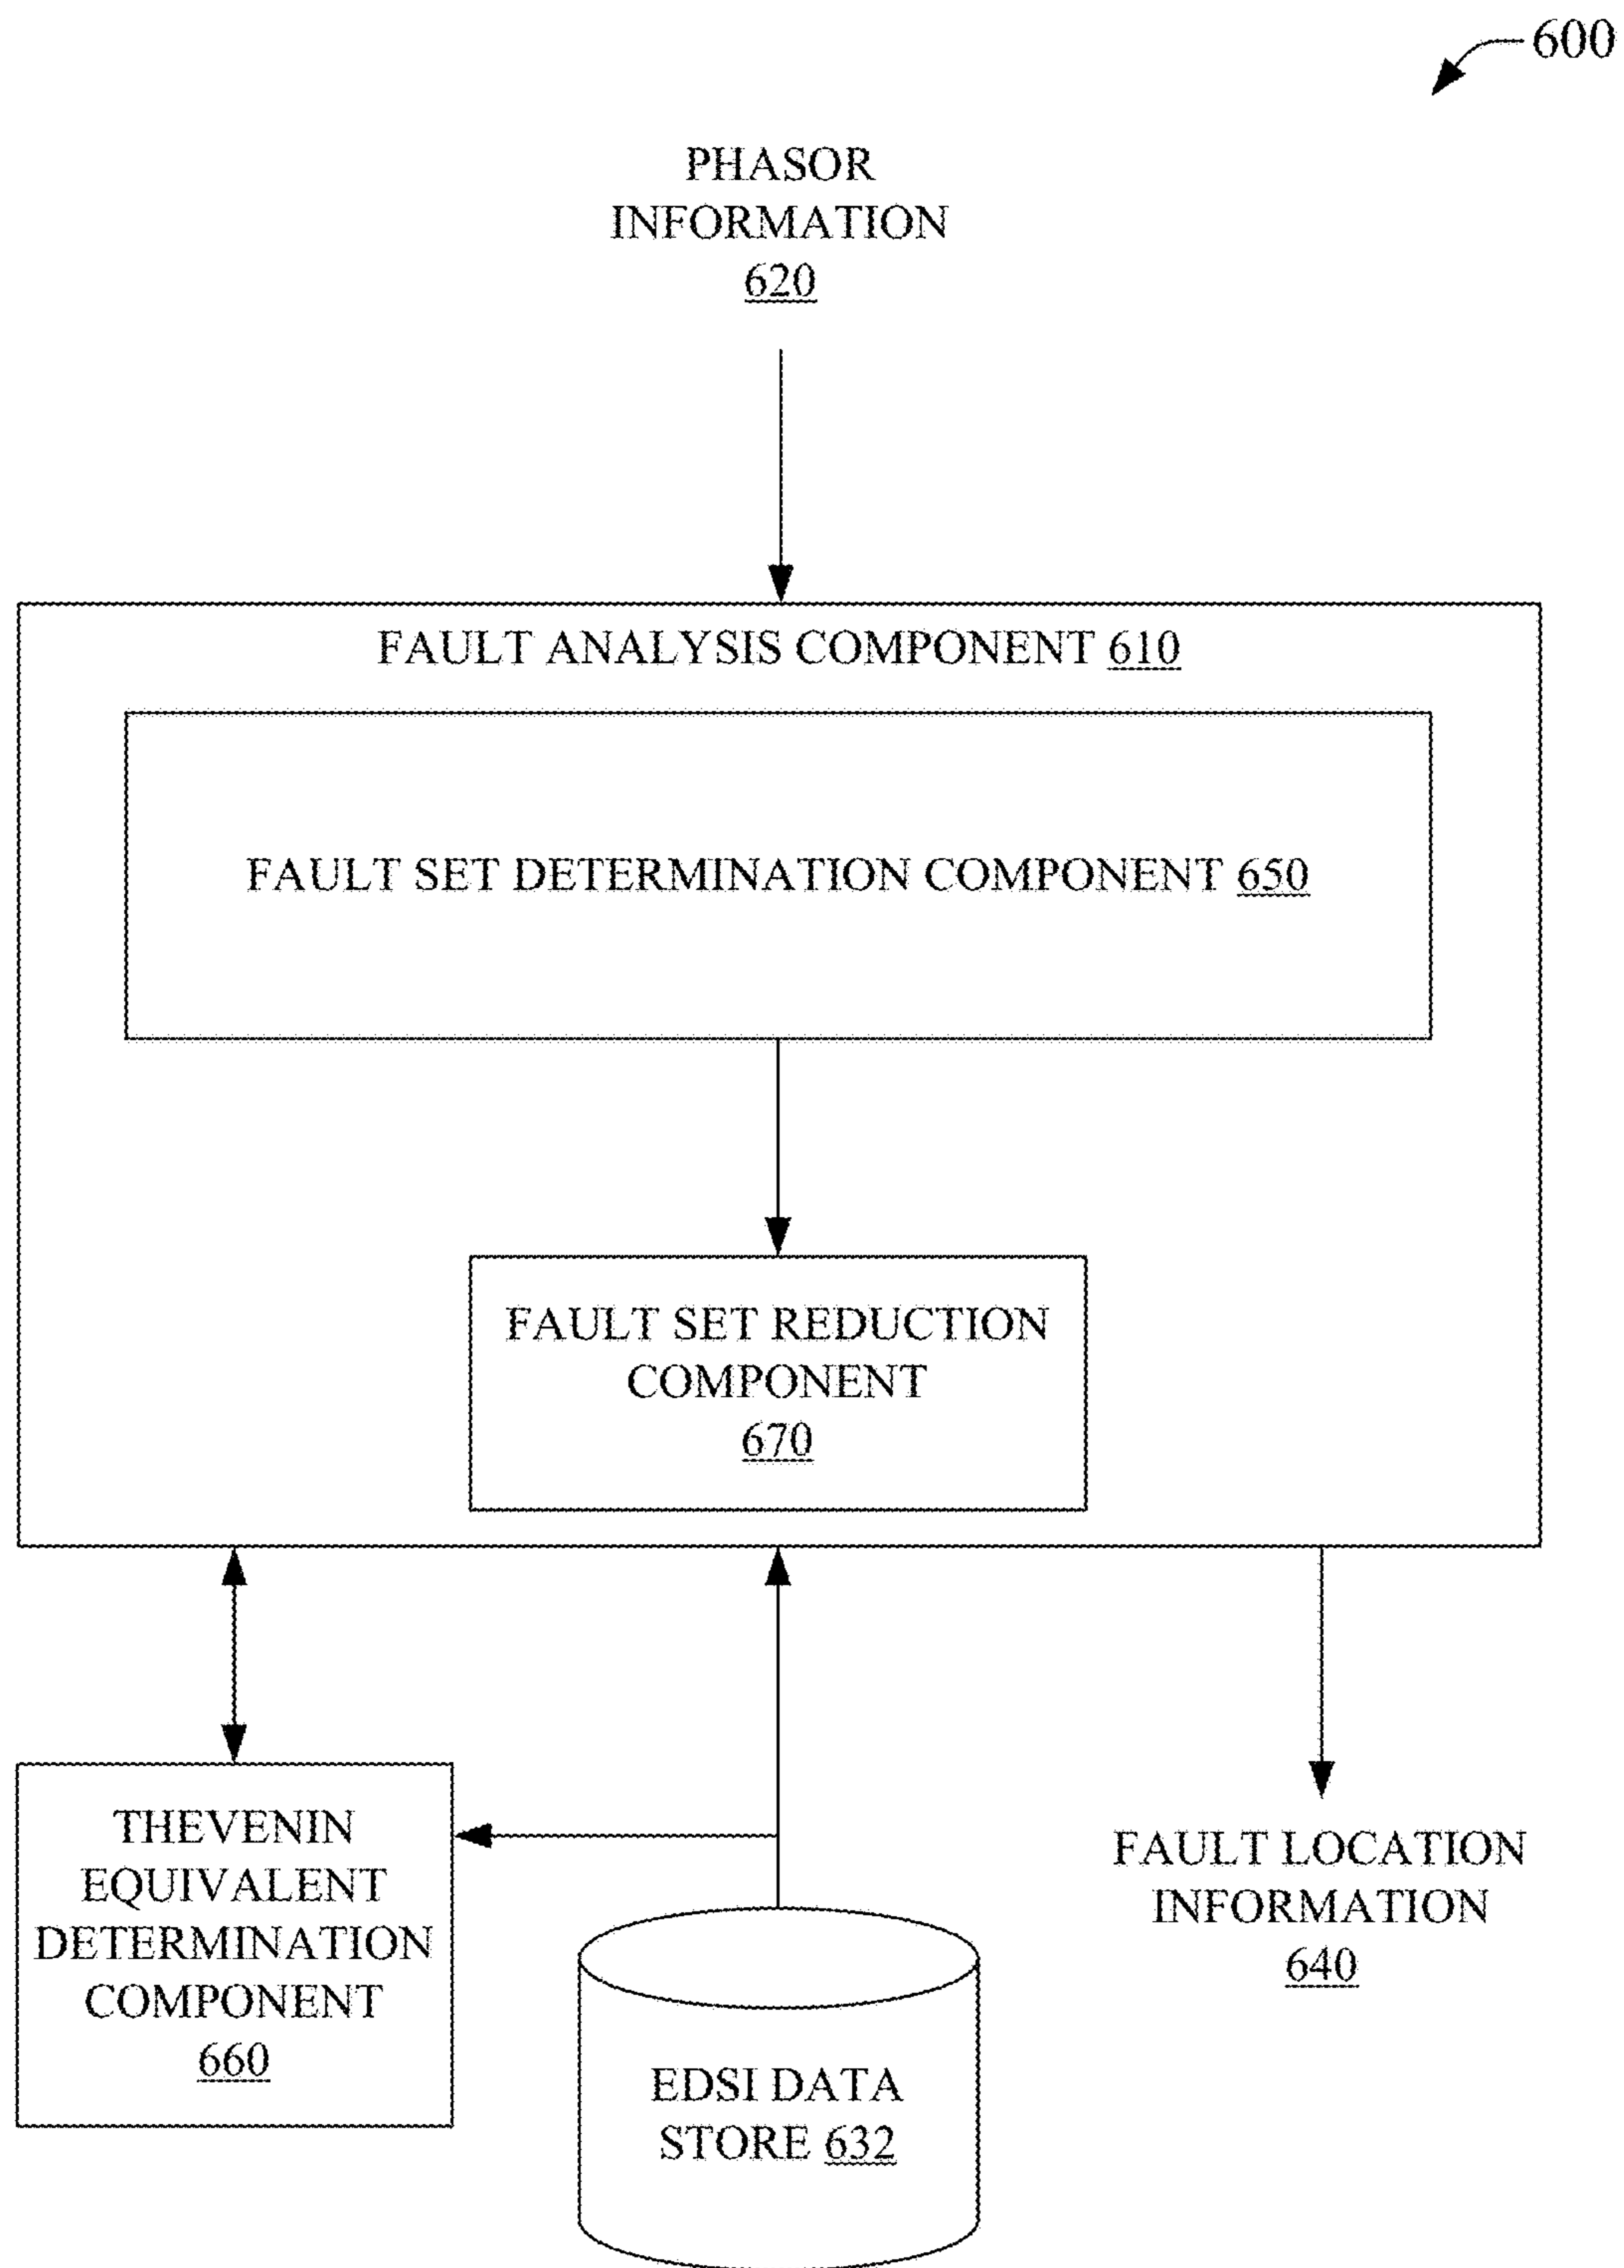 600
PHASOR
INFORMATION
620
FAULT ANALYSIS COMPONENT 610
FAULT SET DETERMINATION COMPONENT 650
FAULT SET REDUCTION
COMPONENT
670
THEVENIN
EQUIVALENT
DETERMINATION
COMPONENT
660
EDSI DATA
STORE 632
FAULT LOCATION
INFORMATION
640